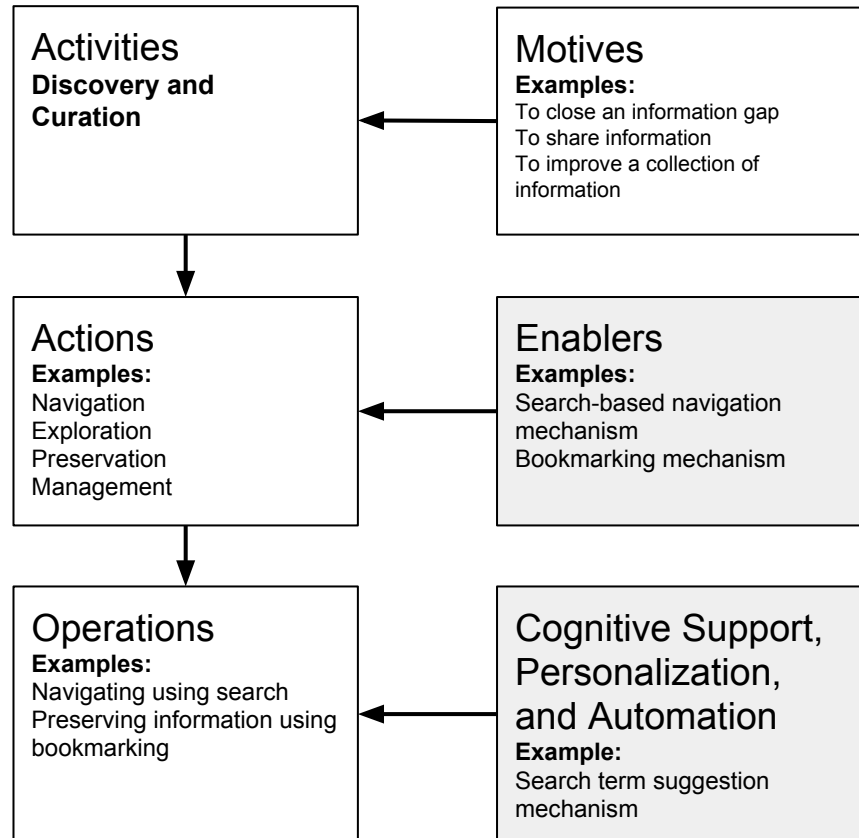 Activities
Discovery and
Curation
Motives
Examples:
To close an information gap
To share information
To improve a collection of
information
Actions
Examples:
Navigation
Exploration
Preservation
Management
Enablers
Examples:
Search-based navigation
mechanism
Bookmarking mechanism
Operations
Examples:
Navigating using search
Preserving information using
bookmarking
Cognitive Support,
Personalization,
and Automation
Example:
Search term suggestion
mechanism